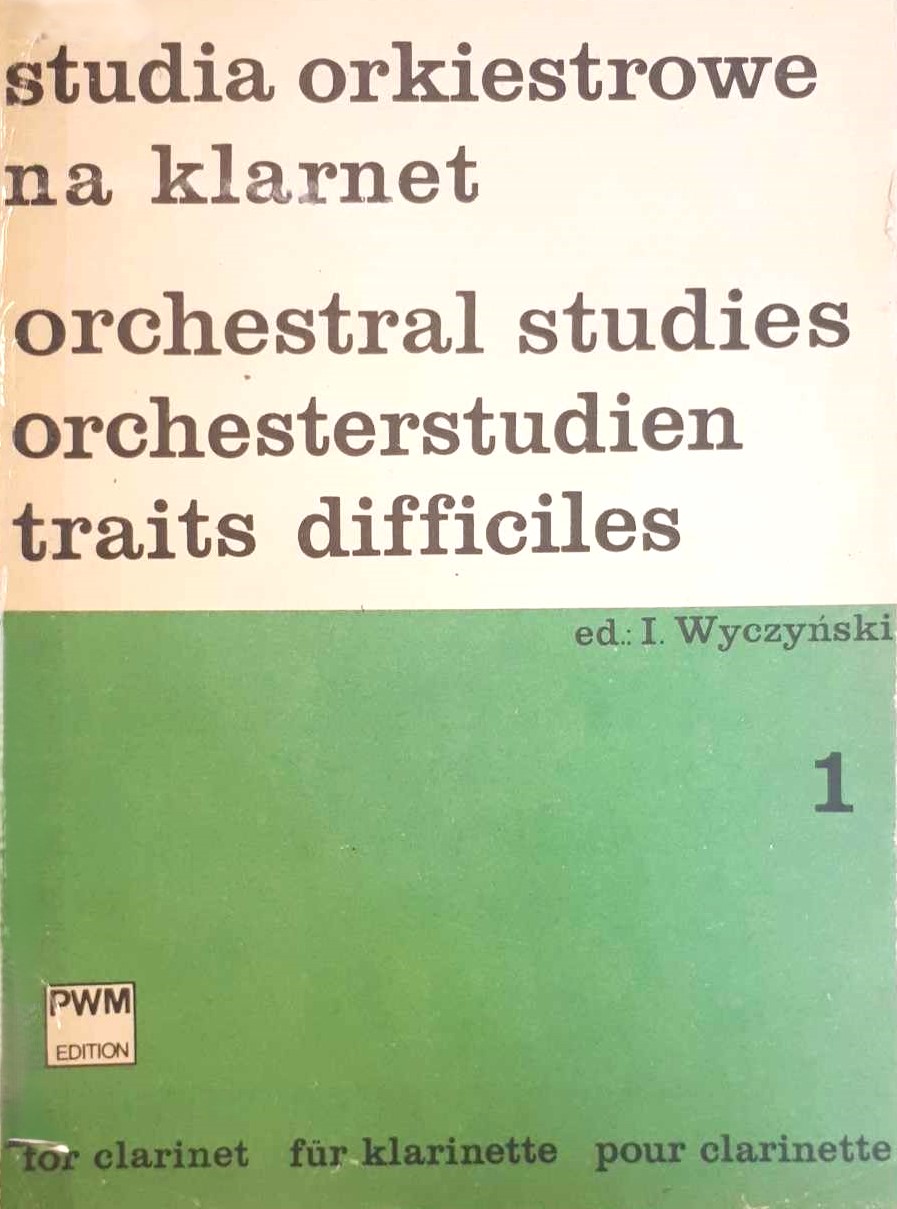 studia orkiestrowe
na klarnet
orchestral studies
orchesterstudien
traits difficiles
ed.: I. Wyczyński
1
PWM
EDITION
for clarinet für klarinette pour clarinette